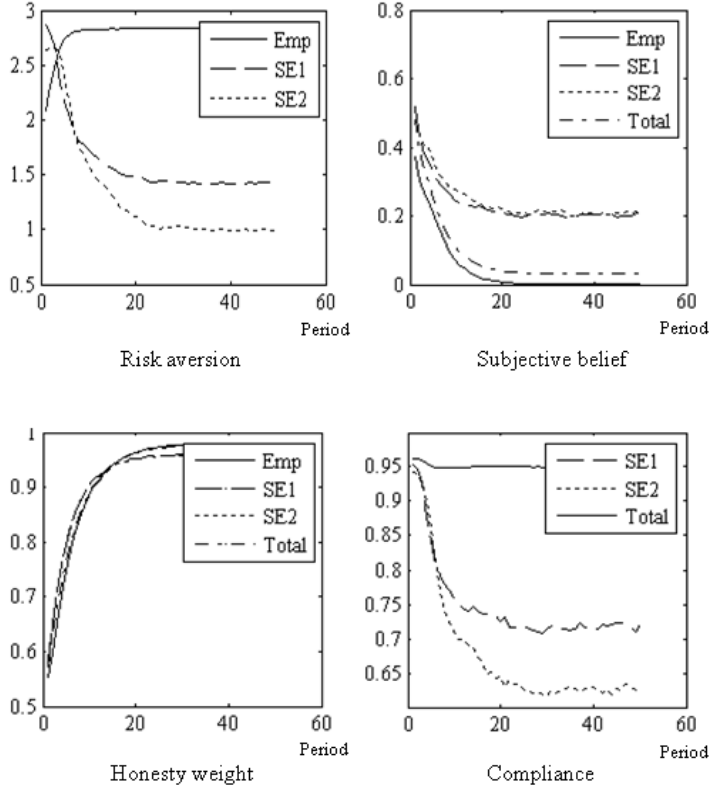 3
2.5
2
1.5
1
0.5
0
20
40
60
Emp
SE1
SE2
Period
Risk aversion
0.8
0.6
0.4
0.2
0
0
20
40
60
Emp
SE1
SE2
Total
Period
Subjective belief
1
0.9
0.8
0.7
0.6
0.5
0
20
40
60
Emp
SE1
SE2
Total
Period
Honesty weight
0.95
0.9
0.85
0.8
0.75
0.7
0.65
0
20
40
60
SE1
SE2
Total
Period
Compliance